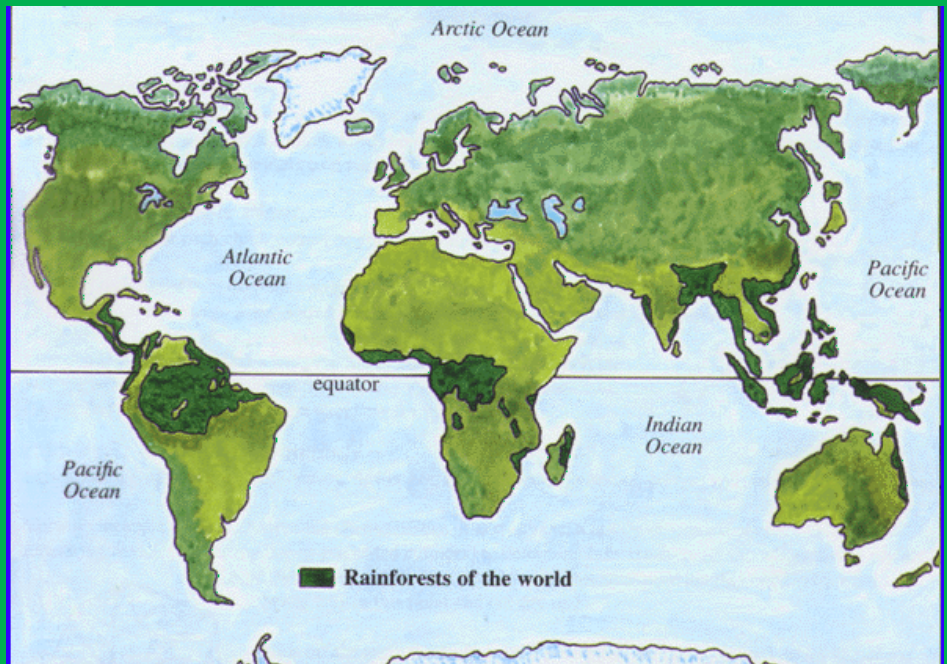 Arctic Ocean
Atlantic
Ocean
Pacific
Ocean
equator
Indian
Ocean
Pacific
Ocean
Rainforests of the world